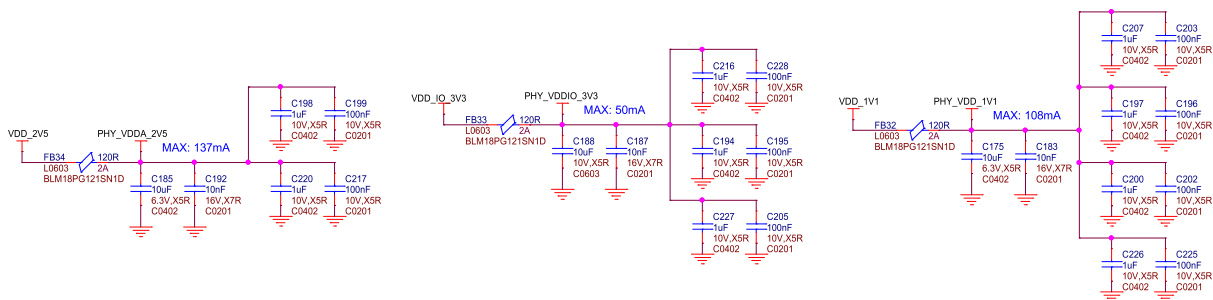 VDD_2V5
FB34
120R
L0603
2A
BLM18PG121SN1D
PHY_VDDA_2V5
MAX: 137mA
C185
10uF
6.3V,X5R
C0402
C192
10nF
16V,X7R
C0201
C198
1uF
10V,X5R
C0402
C199
100nF
10V,X5R
C0201
C220
1uF
10V,X5R
C0402
C217
100nF
10V,X5R
C0201
VDD_IO_3V3
FB33
120R
L0603
2A
BLM18PG121SN1D
PHY_VDDIO_3V3
MAX: 50mA
C188
10uF
10V,X5R
C0603
C187
10nF
16V,X7R
C0201
C216
1uF
10V,X5R
C0402
C228
100nF
10V,X5R
C0201
C194
1uF
10V,X5R
C0402
C195
100nF
10V,X5R
C0201
C227
1uF
10V,X5R
C0402
C205
100nF
10V,X5R
C0201
VDD_1V1
FB32
120R
L0603
2A
BLM18PG121SN1D
PHY_VDD_1V1
MAX: 108mA
C175
10uF
6.3V,X5R
C0402
C183
10nF
16V,X7R
C0201
C207
1uF
10V,X5R
C0402
C203
100nF
10V,X5R
C0201
C197
1uF
10V,X5R
C0402
C196
100nF
10V,X5R
C0201
C200
1uF
10V,X5R
C0402
C202
100nF
10V,X5R
C0201
C226
1uF
10V,X5R
C0402
C225
100nF
10V,X5R
C0201